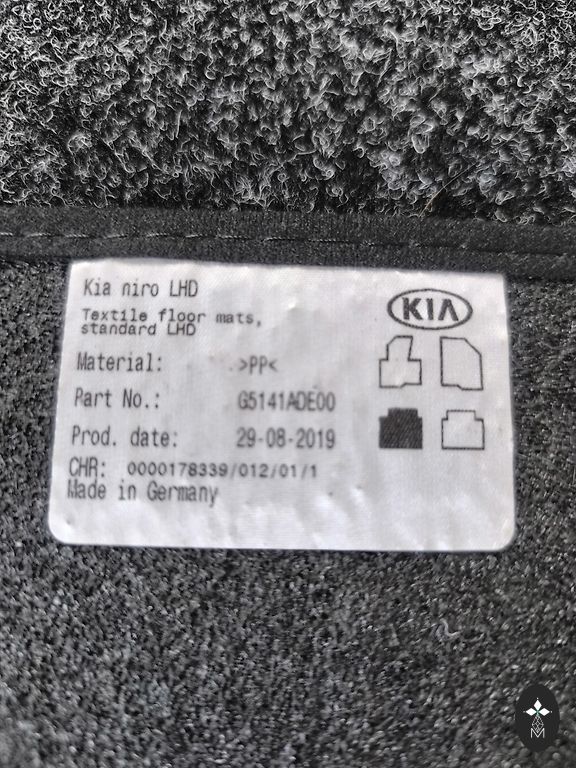 Kia niro LHD
KIA
Textile floor mats,
standard LHD
Material: >PP<
Part No.: G5141ADE00
Prod. date: 29-08-2019
CHR: 0000178339/012/01/1
Made in Germany
M